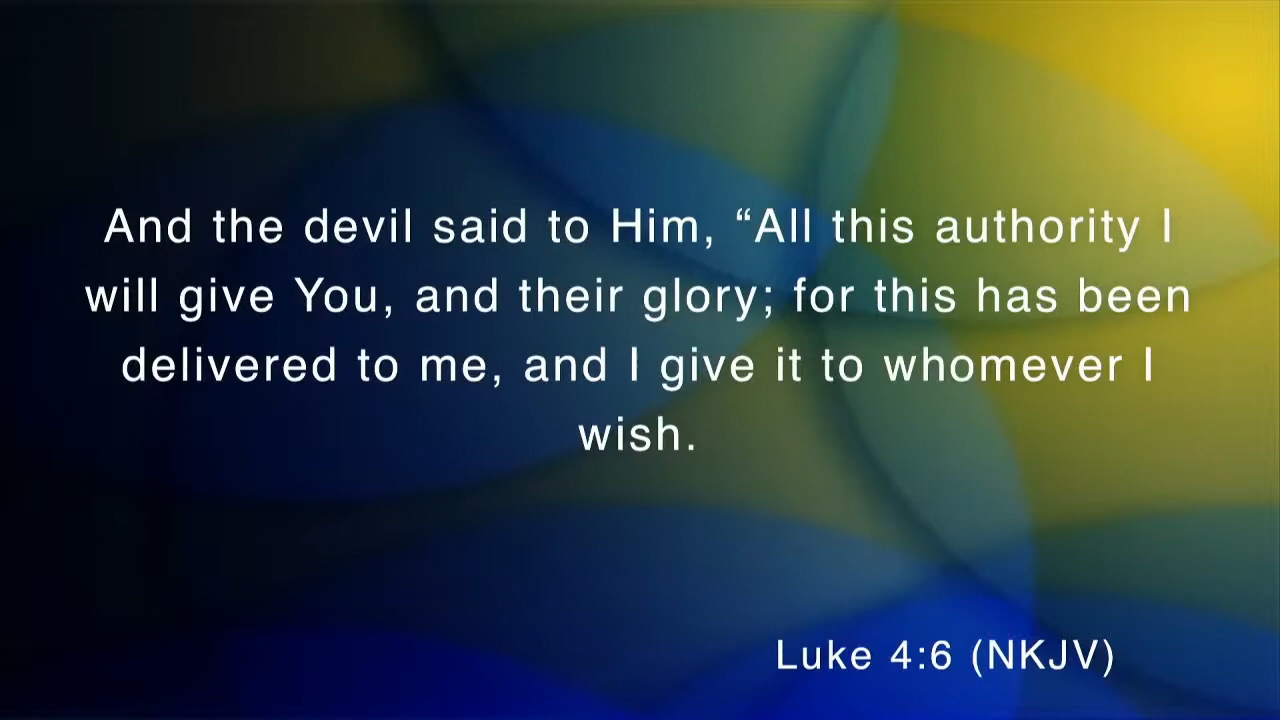 And the devil said to Him, “All this authority I
will give You, and their glory; for this has been
delivered to me, and I give it to whomever I
wish.
Luke 4:6 (NKJV)